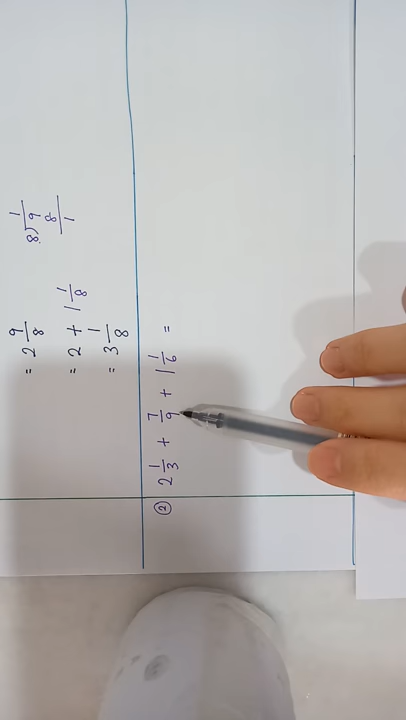 = 2 9/8
= 2 + 1 1/8
= 3 1/8
1
8)9
8
1
② 2 1/3 + 7/9 + 1 1/6 =